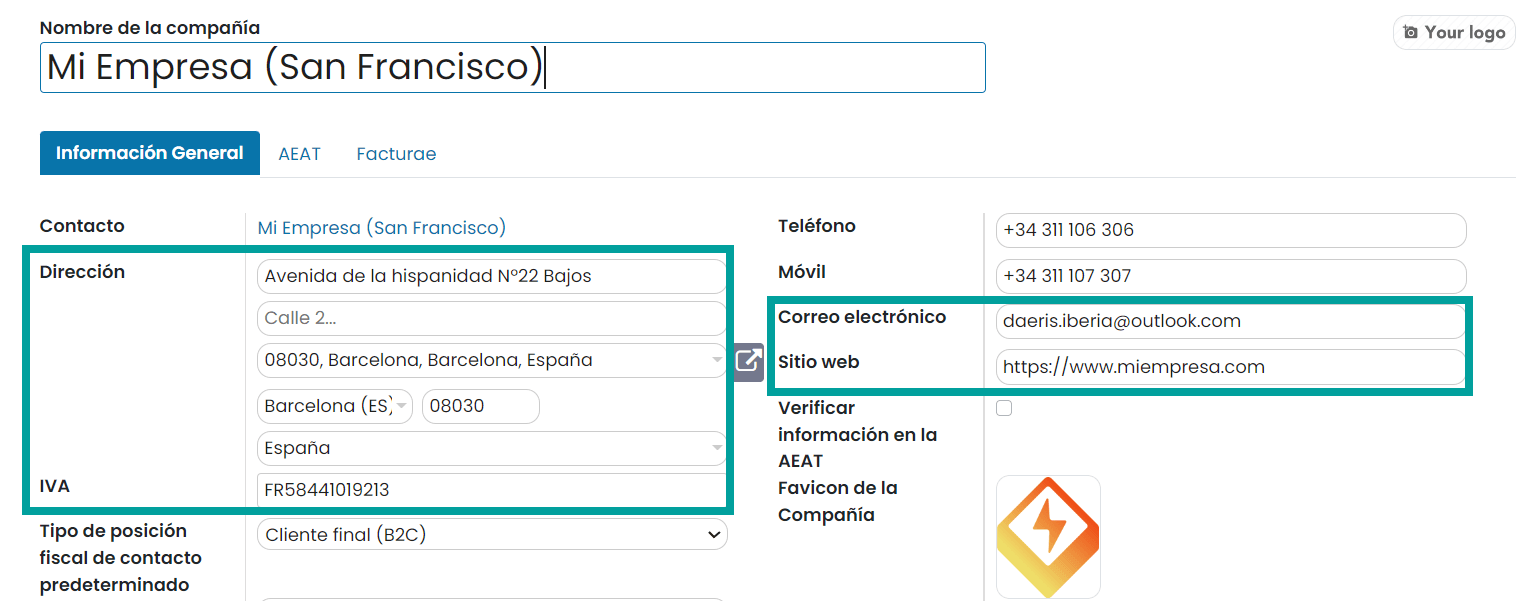 Nombre de la compañía
Your logo
Mi Empresa (San Francisco)
Información General
AEAT
Facturae
Contacto
Mi Empresa (San Francisco)
Dirección
Avenida de la hispanidad Nº22 Bajos
Calle 2...
08030, Barcelona, Barcelona, España
Barcelona (ES)
08030
España
IVA
FR58441019213
Tipo de posición
fiscal de contacto
predeterminado
Cliente final (B2C)
Teléfono
+34 311 106 306
Móvil
+34 311 107 307
Correo electrónico
daeris.iberia@outlook.com
Sitio web
https://www.miempresa.com
Verificar
información en la
AEAT
Favicon de la
Compañía